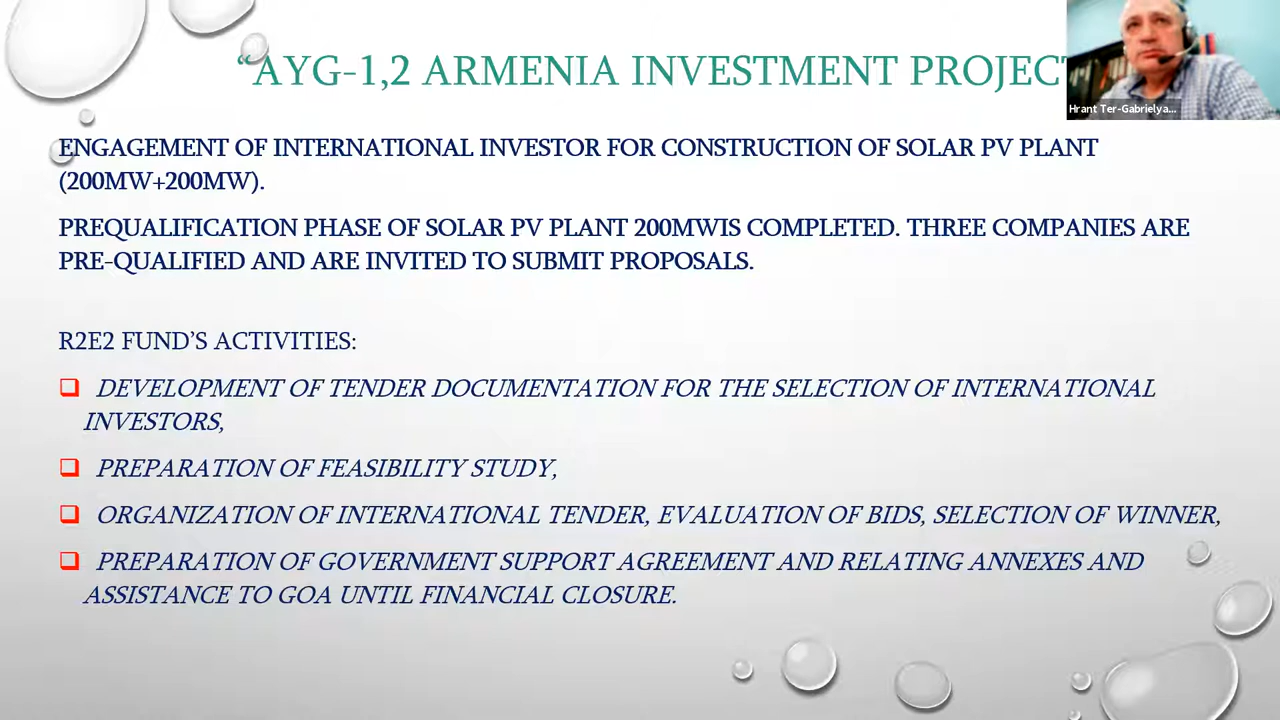 “AYG-1,2 ARMENIA INVESTMENT PROJECT
Hrant Ter-Gabrielya...
ENGAGEMENT OF INTERNATIONAL INVESTOR FOR CONSTRUCTION OF SOLAR PV PLANT
(200MW+200MW).
PREQUALIFICATION PHASE OF SOLAR PV PLANT 200MWIS COMPLETED. THREE COMPANIES ARE
PRE-QUALIFIED AND ARE INVITED TO SUBMIT PROPOSALS.
R2E2 FUND’S ACTIVITIES:
❑ DEVELOPMENT OF TENDER DOCUMENTATION FOR THE SELECTION OF INTERNATIONAL
INVESTORS,
❑ PREPARATION OF FEASIBILITY STUDY,
❑ ORGANIZATION OF INTERNATIONAL TENDER, EVALUATION OF BIDS, SELECTION OF WINNER,
❑ PREPARATION OF GOVERNMENT SUPPORT AGREEMENT AND RELATING ANNEXES AND
ASSISTANCE TO GOA UNTIL FINANCIAL CLOSURE.